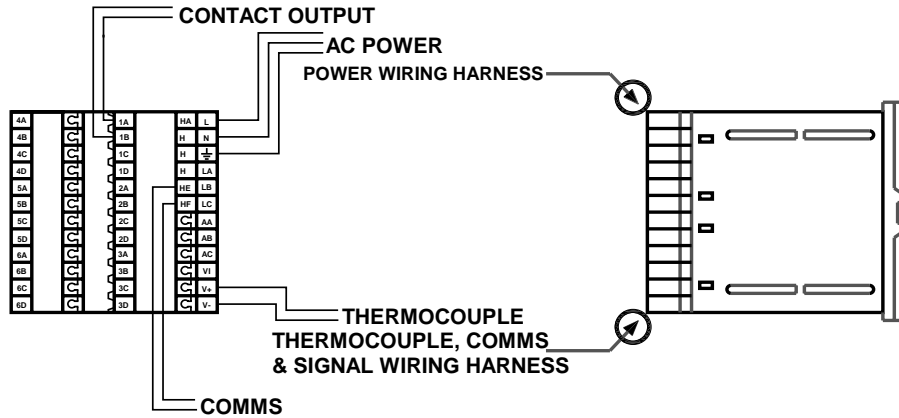 CONTACT OUTPUT
AC POWER
POWER WIRING HARNESS
4A 1A HA L
4B 1B H N
4C 1C H
4D 1D H LA
5A 2A HE LB
5B 2B HF LC
5C 2C AA
5D 2D AB
6A 3A AC
6B 3B VI
6C 3C V+
6D 3D V-
THERMOCOUPLE
THERMOCOUPLE, COMMS
& SIGNAL WIRING HARNESS
COMMS